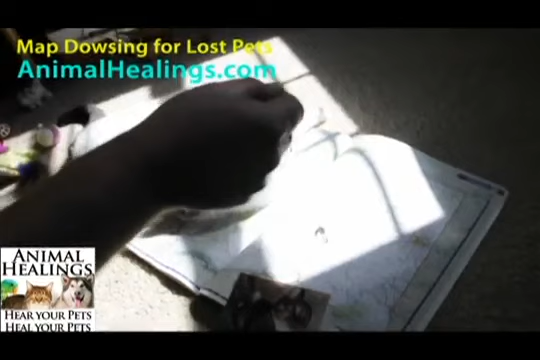 Map Dowsing for Lost Pets
AnimalHealings.com
ANIMAL
HEALINGS
HEAR YOUR PETS
HEAL YOUR PETS